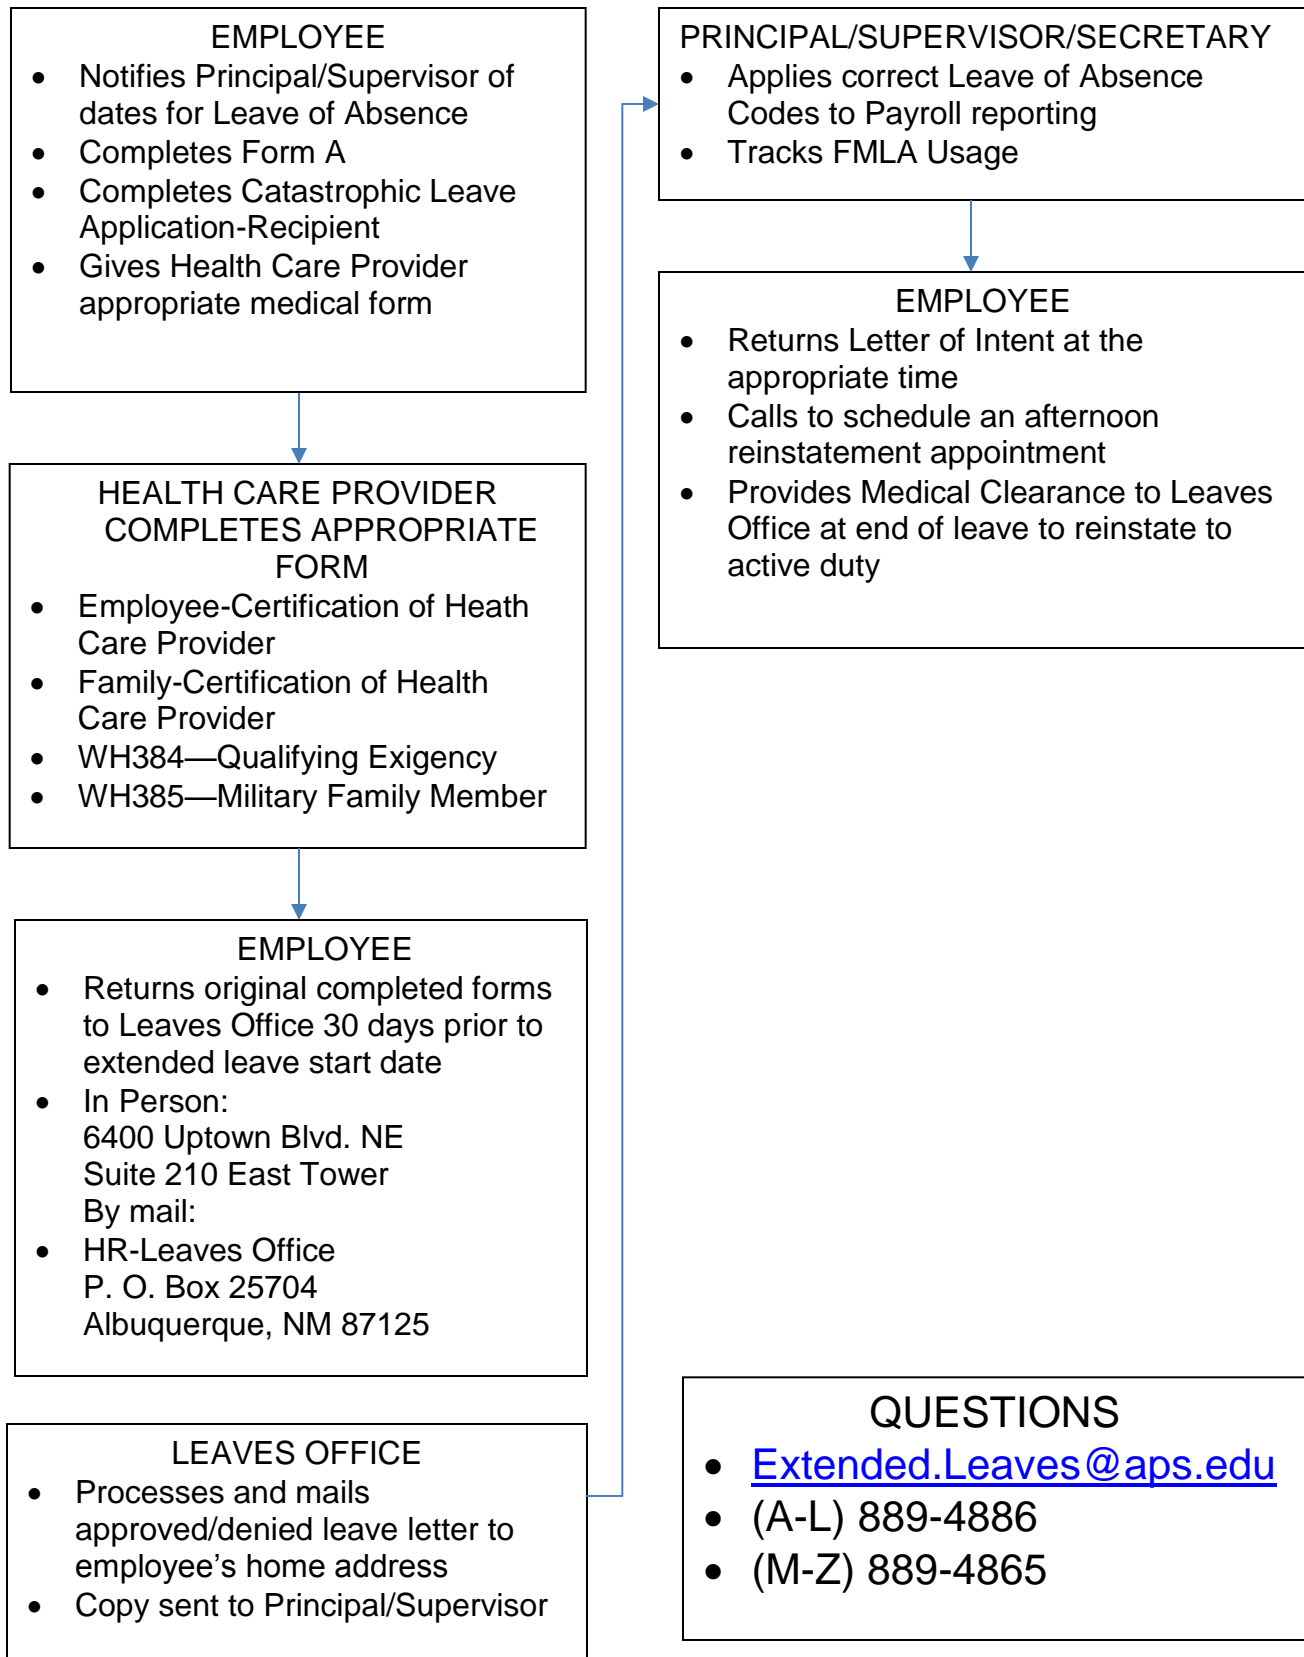 EMPLOYEE
• Notifies Principal/Supervisor of
dates for Leave of Absence
• Completes Form A
• Completes Catastrophic Leave
Application-Recipient
• Gives Health Care Provider
appropriate medical form
HEALTH CARE PROVIDER
COMPLETES APPROPRIATE
FORM
• Employee-Certification of Heath
Care Provider
• Family-Certification of Health
Care Provider
• WH384—Qualifying Exigency
• WH385—Military Family Member
EMPLOYEE
• Returns original completed forms
to Leaves Office 30 days prior to
extended leave start date
• In Person:
6400 Uptown Blvd. NE
Suite 210 East Tower
By mail:
• HR-Leaves Office
P. O. Box 25704
Albuquerque, NM 87125
LEAVES OFFICE
• Processes and mails
approved/denied leave letter to
employee’s home address
• Copy sent to Principal/Supervisor
PRINCIPAL/SUPERVISOR/SECRETARY
• Applies correct Leave of Absence
Codes to Payroll reporting
• Tracks FMLA Usage
EMPLOYEE
• Returns Letter of Intent at the
appropriate time
• Calls to schedule an afternoon
reinstatement appointment
• Provides Medical Clearance to Leaves
Office at end of leave to reinstate to
active duty
QUESTIONS
• Extended.Leaves@aps.edu
• (A-L) 889-4886
• (M-Z) 889-4865